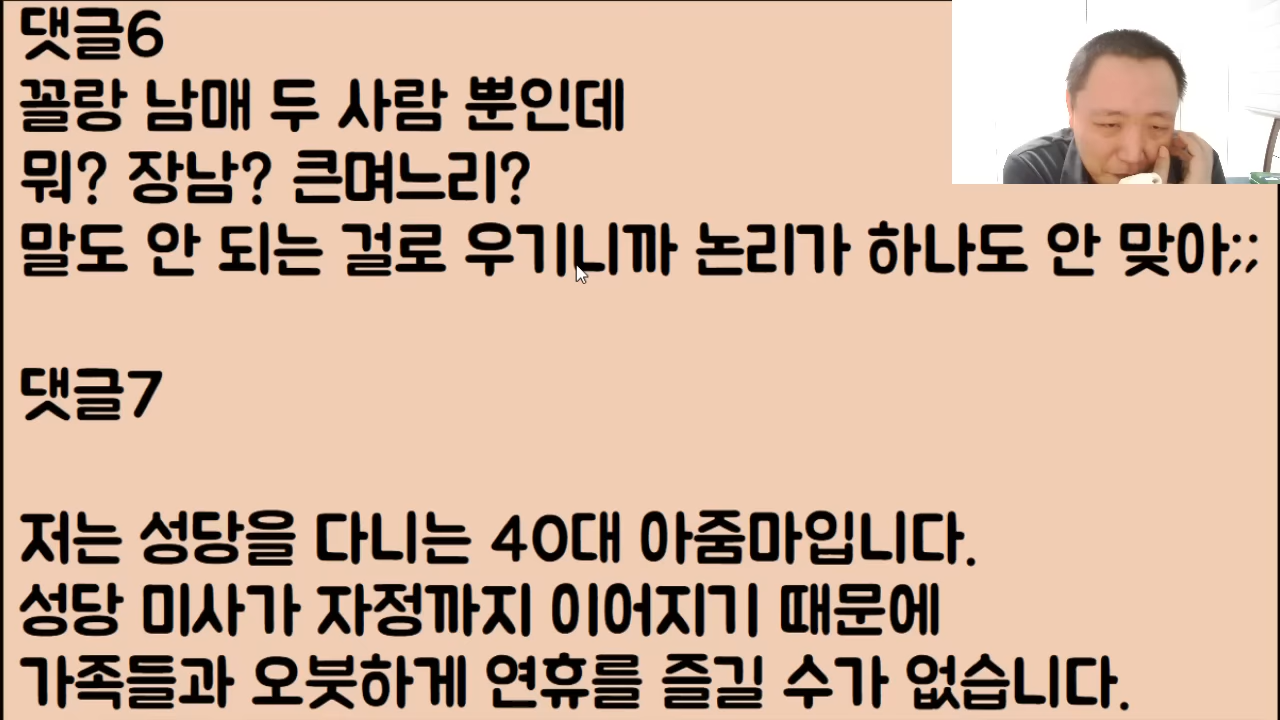 댓글6
꼴랑 남매 두 사람 뿐인데
뭐? 장남? 큰며느리?
말도 안 되는 걸로 우기니까 논리가 하나도 안 맞아;;
댓글7
저는 성당을 다니는 40대 아줌마입니다.
성당 미사가 자정까지 이어지기 때문에
가족들과 오붓하게 연휴를 즐길 수가 없습니다.